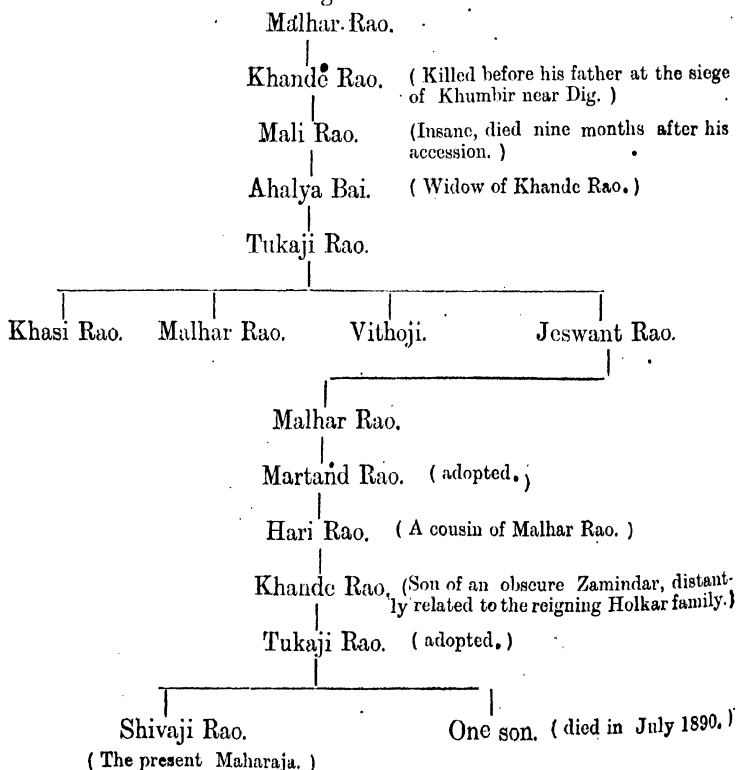 Malhar Rao.
Khande Rao. ( Killed before his father at the siege
of Khumbir near Dig. )
Mali Rao. (Insane, died nine months after his
accession. )
Ahalya Bai. ( Widow of Khande Rao. )
Tukaji Rao.
Khasi Rao. Malhar Rao. Vithoji. Jeswant Rao.
Malhar Rao.
Martand Rao. ( adopted. )
Hari Rao. ( A cousin of Malhar Rao. )
Khande Rao. (Son of an obscure Zamindar, distant-
ly related to the reigning Holkar family.)
Tukaji Rao. ( adopted. )
Shivaji Rao. One son. ( died in July 1890. )
( The present Maharaja. )